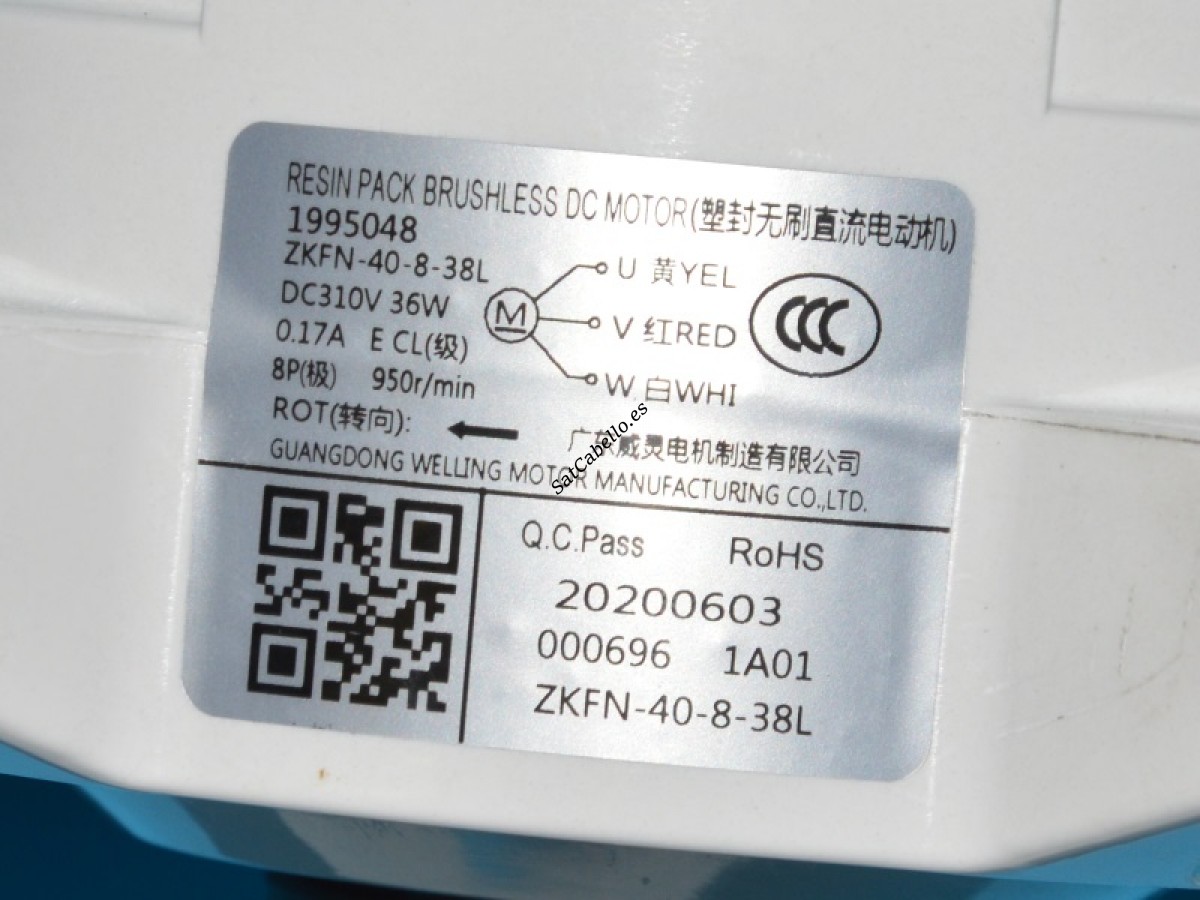 RESIN PACK BRUSHLESS DC MOTOR(塑封无刷直流电动机)
1995048
ZKFN-40-8-38L
DC310V 36W
0.17A E CL(级)
8P(极) 950r/min
ROT(转向):
M
U 黄YEL
V 红RED
W 白WHI
CCC
广东威灵电机制造有限公司
GUANGDONG WELLING MOTOR MANUFACTURING CO.,LTD.
SatCabello.es
Q.C.Pass RoHS
20200603
000696 1A01
ZKFN-40-8-38L